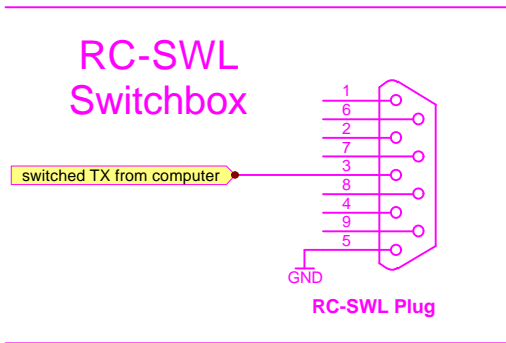 RC-SWL
Switchbox
1
6
2
7
3
switched TX from computer
8
4
9
5
GND
RC-SWL Plug